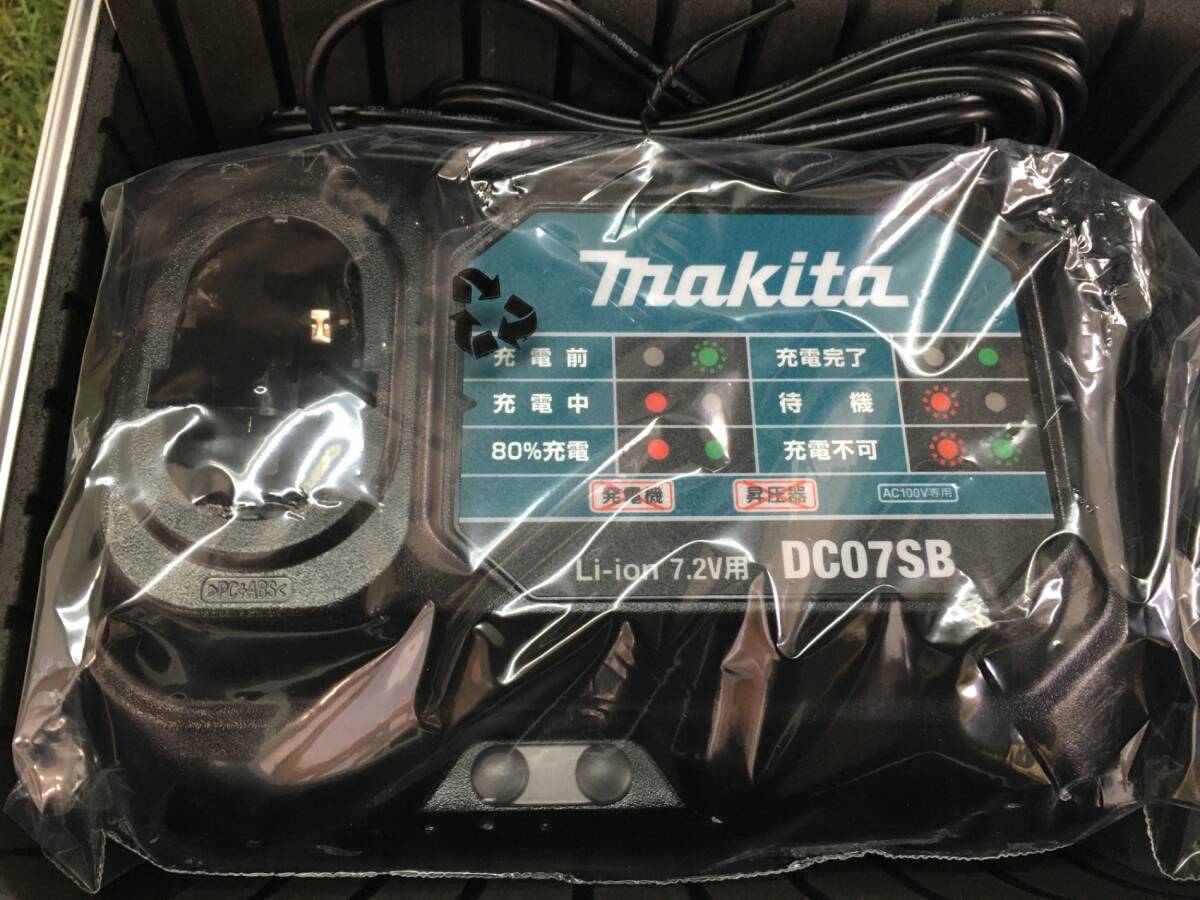 makita
充電前
充電完了
充電中
待機
80%充電
充電不可
発電機
昇圧器
AC100V専用
Li-ion 7.2V用 DC07SB
>PC+ABS<